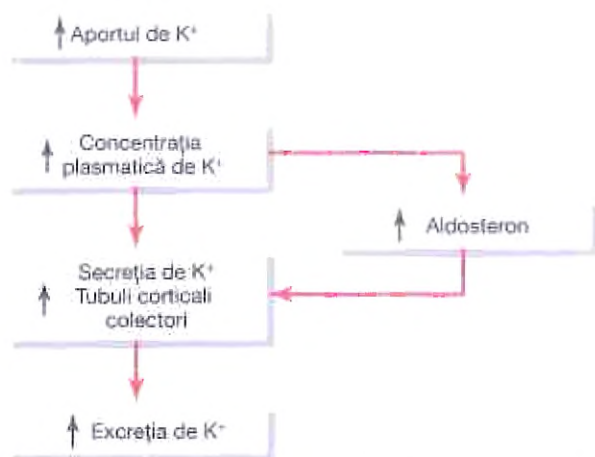 ↑ Aportul de K⁺
↑ Concentrația
plasmatică de K⁺
↑ Aldosteron
↑ Secreția de K⁺
Tubuli corticali
colectori
↑ Excreția de K⁺